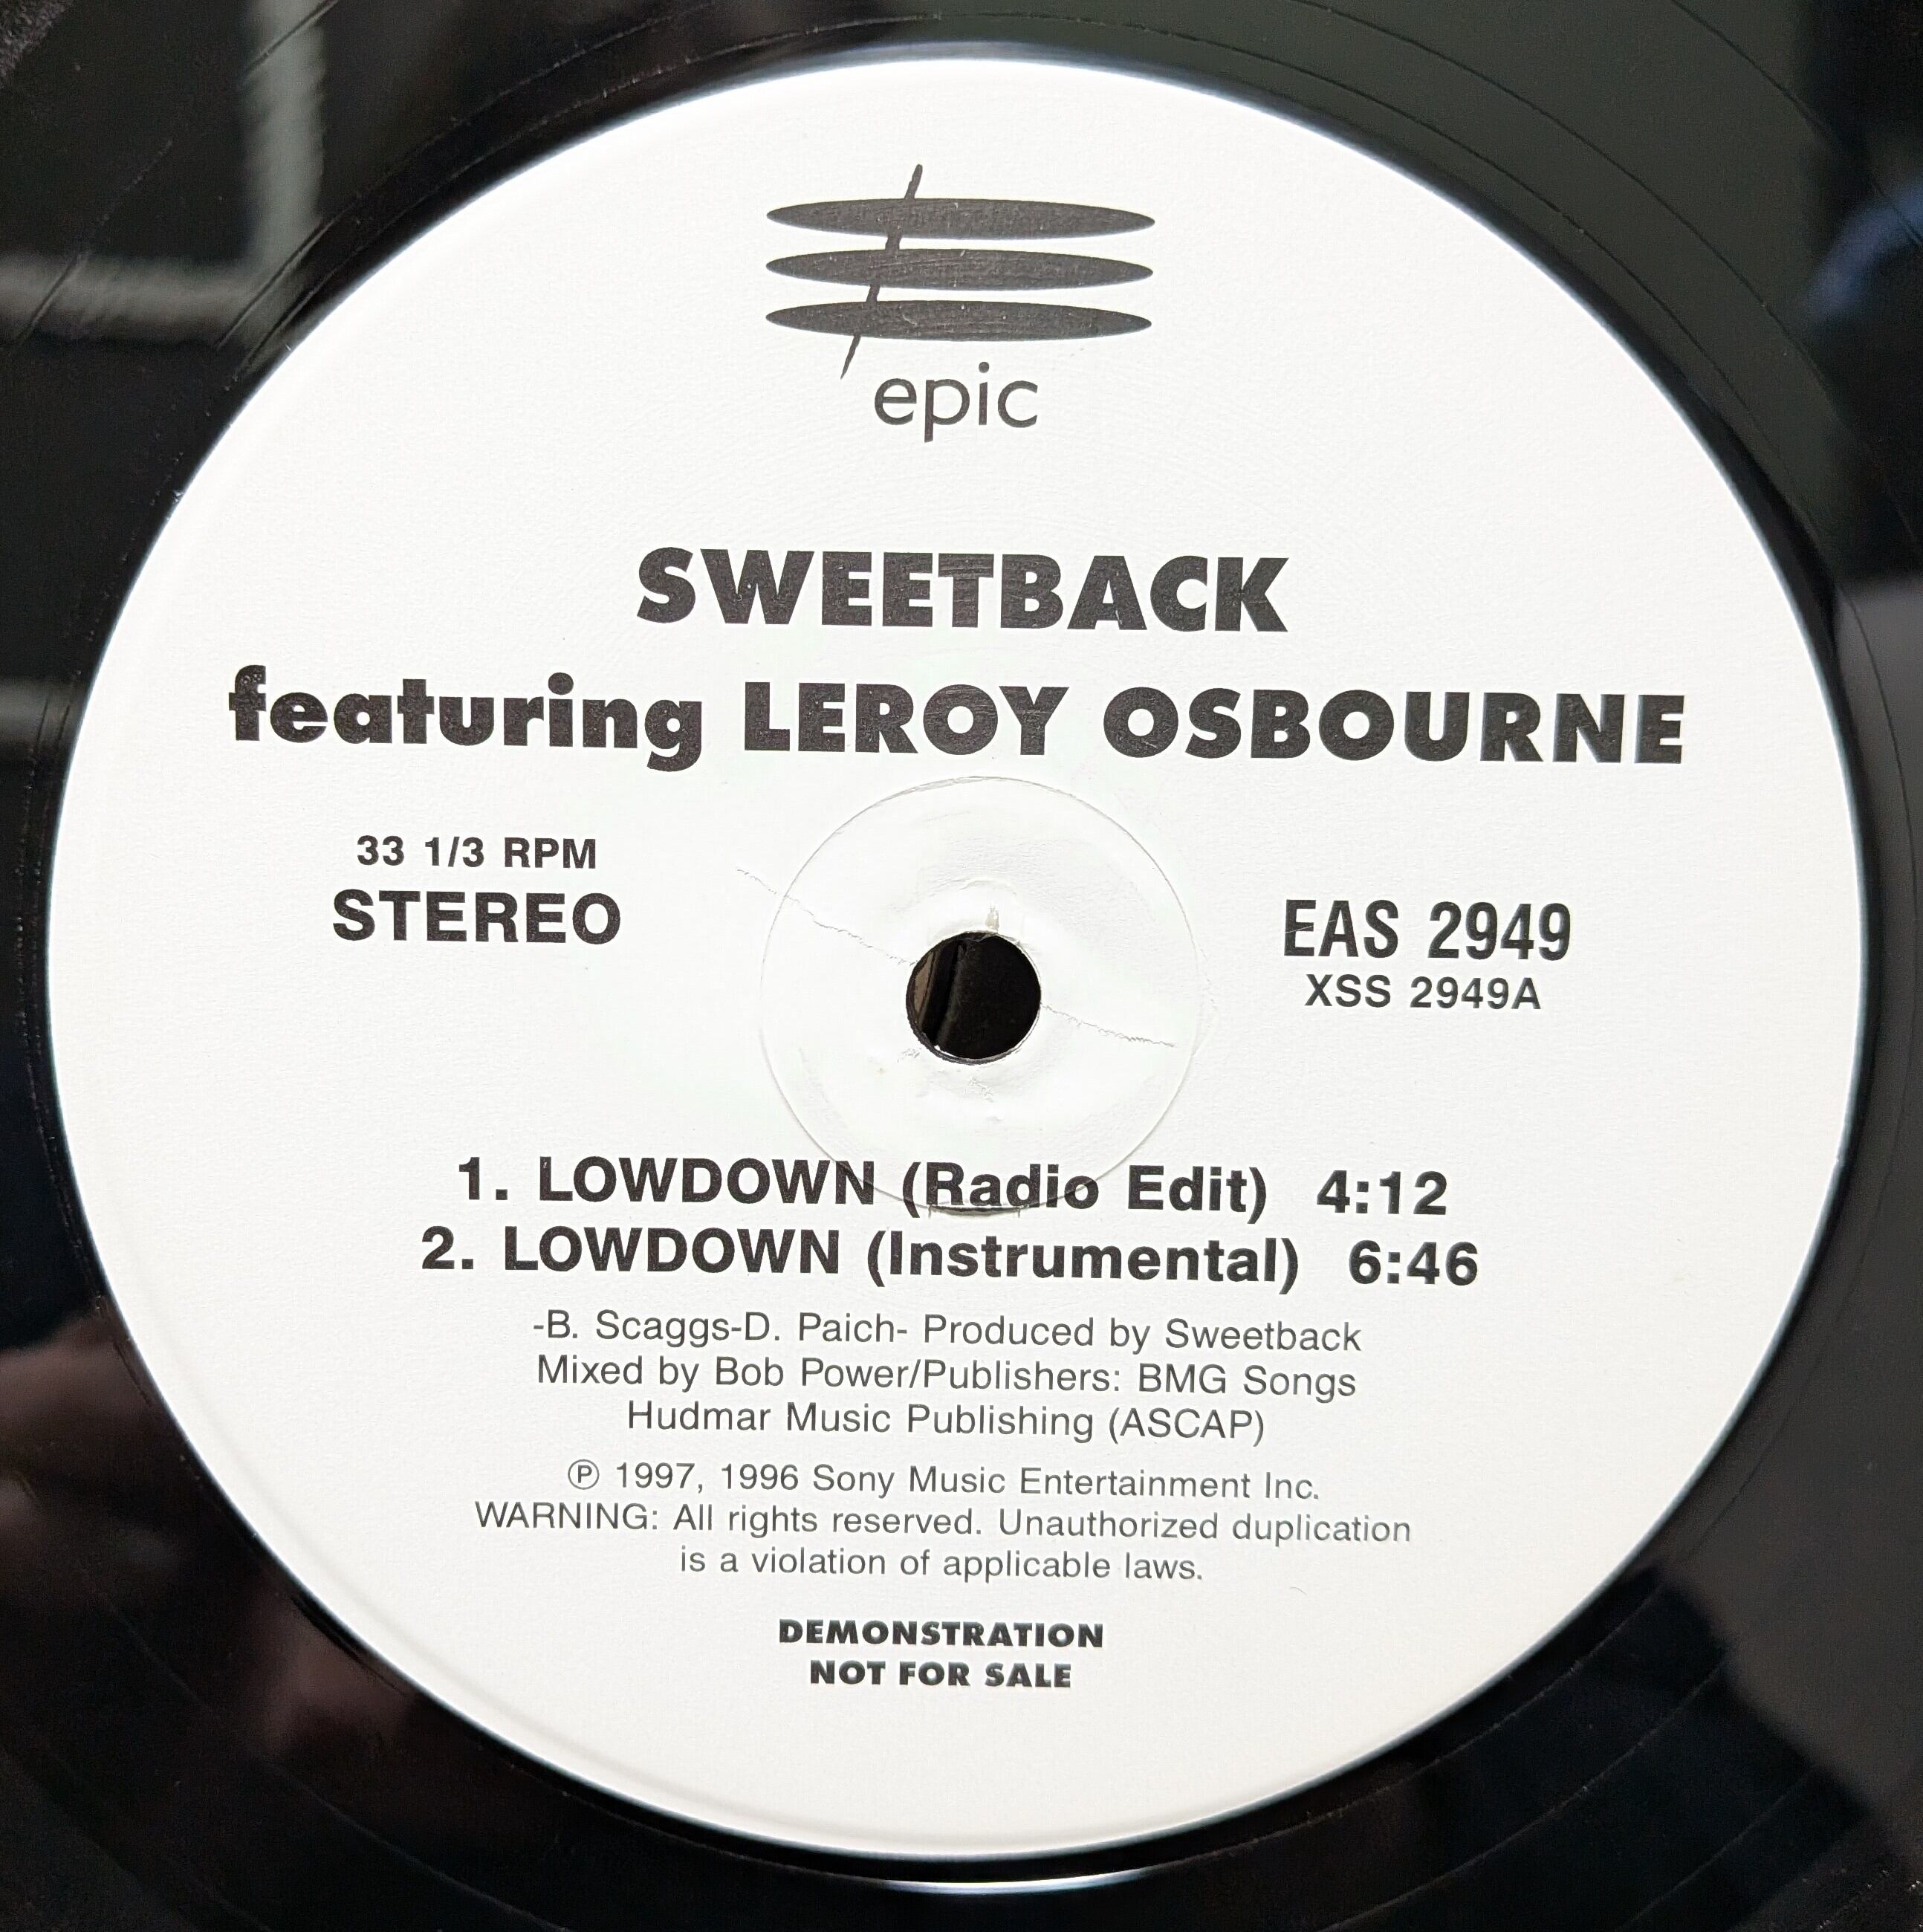 epic
SWEETBACK
featuring LEROY OSBOURNE
33 1/3 RPM
STEREO
EAS 2949
XSS 2949A
1. LOWDOWN (Radio Edit) 4:12
2. LOWDOWN (Instrumental) 6:46
-B. Scaggs-D. Paich- Produced by Sweetback
Mixed by Bob Power/Publishers: BMG Songs
Hudmar Music Publishing (ASCAP)
℗ 1997, 1996 Sony Music Entertainment Inc.
WARNING: All rights reserved. Unauthorized duplication
is a violation of applicable laws.
DEMONSTRATION
NOT FOR SALE